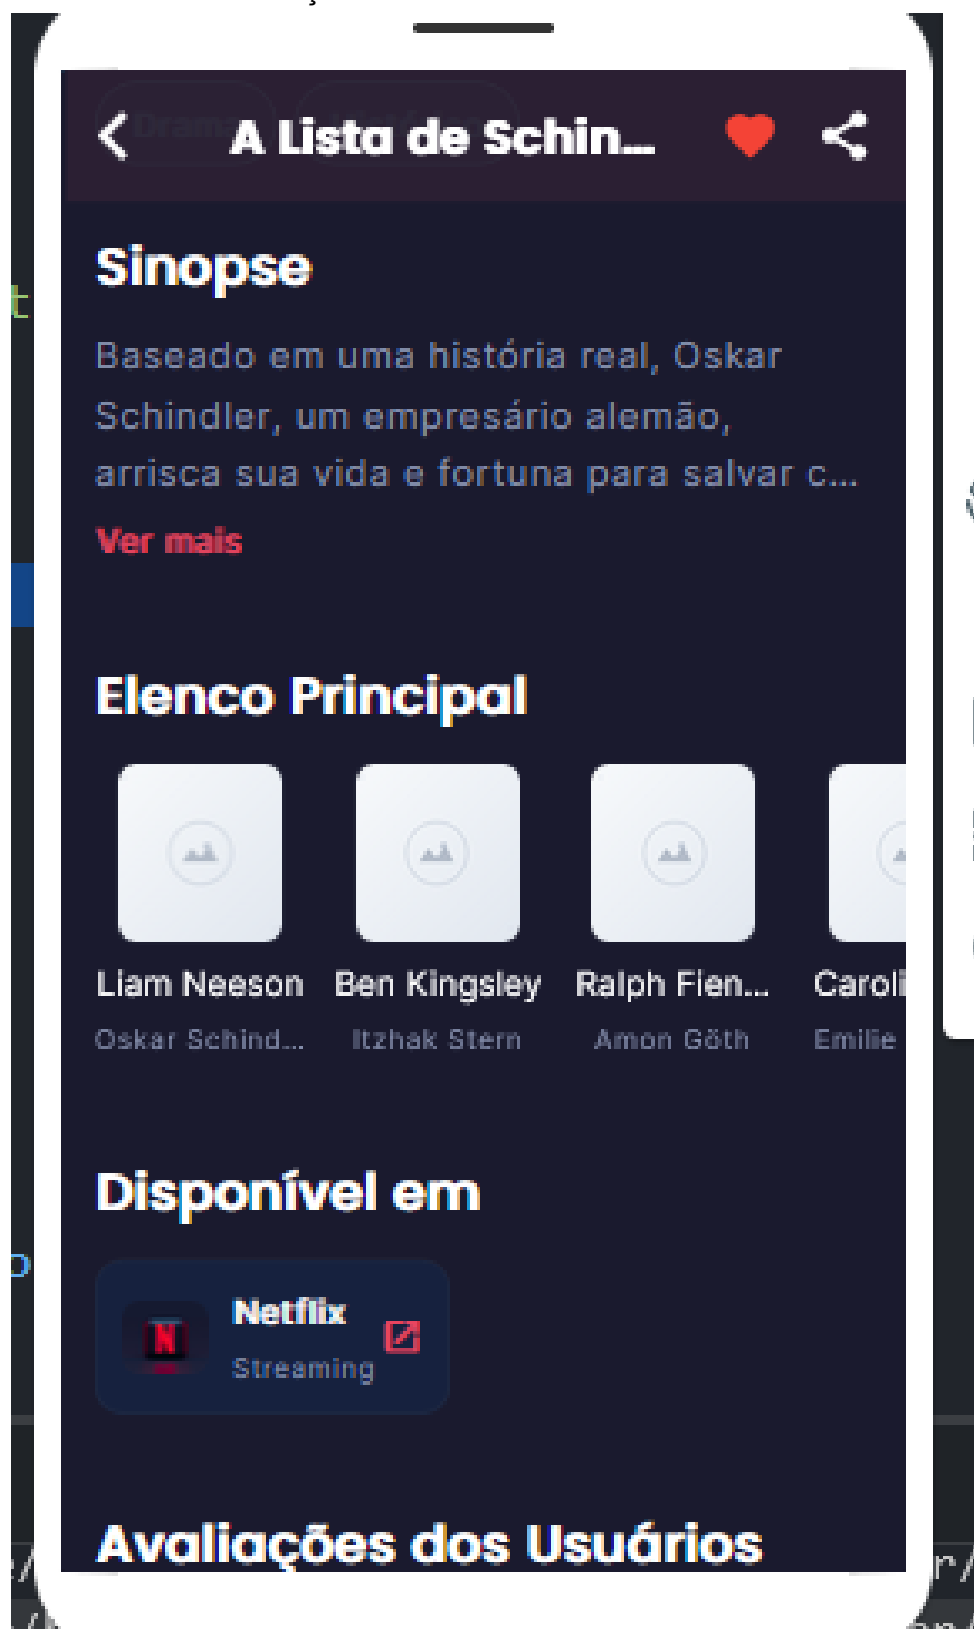 Drama
A Lista de Schin...
Sinopse
Baseado em uma história real, Oskar
Schindler, um empresário alemão,
arrisca sua vida e fortuna para salvar c...
Ver mais
Elenco Principal
Liam Neeson
Oskar Schind...
Ben Kingsley
Itzhak Stern
Ralph Fien...
Amon Göth
Caroli
Emilie
Disponível em
N
Netflix
Streaming
Avaliações dos Usuários